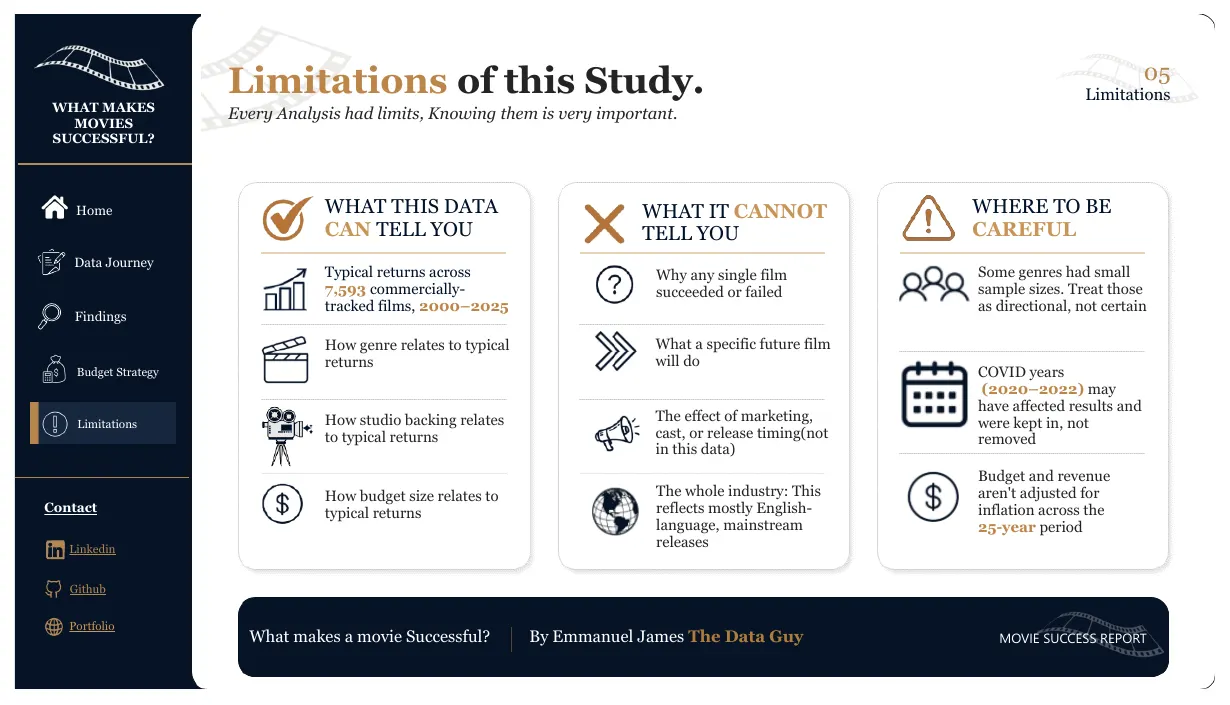 WHAT MAKES
MOVIES
SUCCESSFUL?
Home
Data Journey
Findings
Budget Strategy
Limitations
Contact
Linkedin
Github
Portfolio
Limitations of this Study.
Every Analysis had limits, Knowing them is very important.
05
Limitations
WHAT THIS DATA
CAN TELL YOU
Typical returns across
7,593 commercially-
tracked films, 2000–2025
How genre relates to typical
returns
How studio backing relates
to typical returns
How budget size relates to
typical returns
WHAT IT CANNOT
TELL YOU
Why any single film
succeeded or failed
What a specific future film
will do
The effect of marketing,
cast, or release timing(not
in this data)
The whole industry: This
reflects mostly English-
language, mainstream
releases
WHERE TO BE
CAREFUL
Some genres had small
sample sizes. Treat those
as directional, not certain
COVID years
(2020–2022) may
have affected results and
were kept in, not
removed
Budget and revenue
aren't adjusted for
inflation across the
25-year period
What makes a movie Successful?
By Emmanuel James The Data Guy
MOVIE SUCCESS REPORT